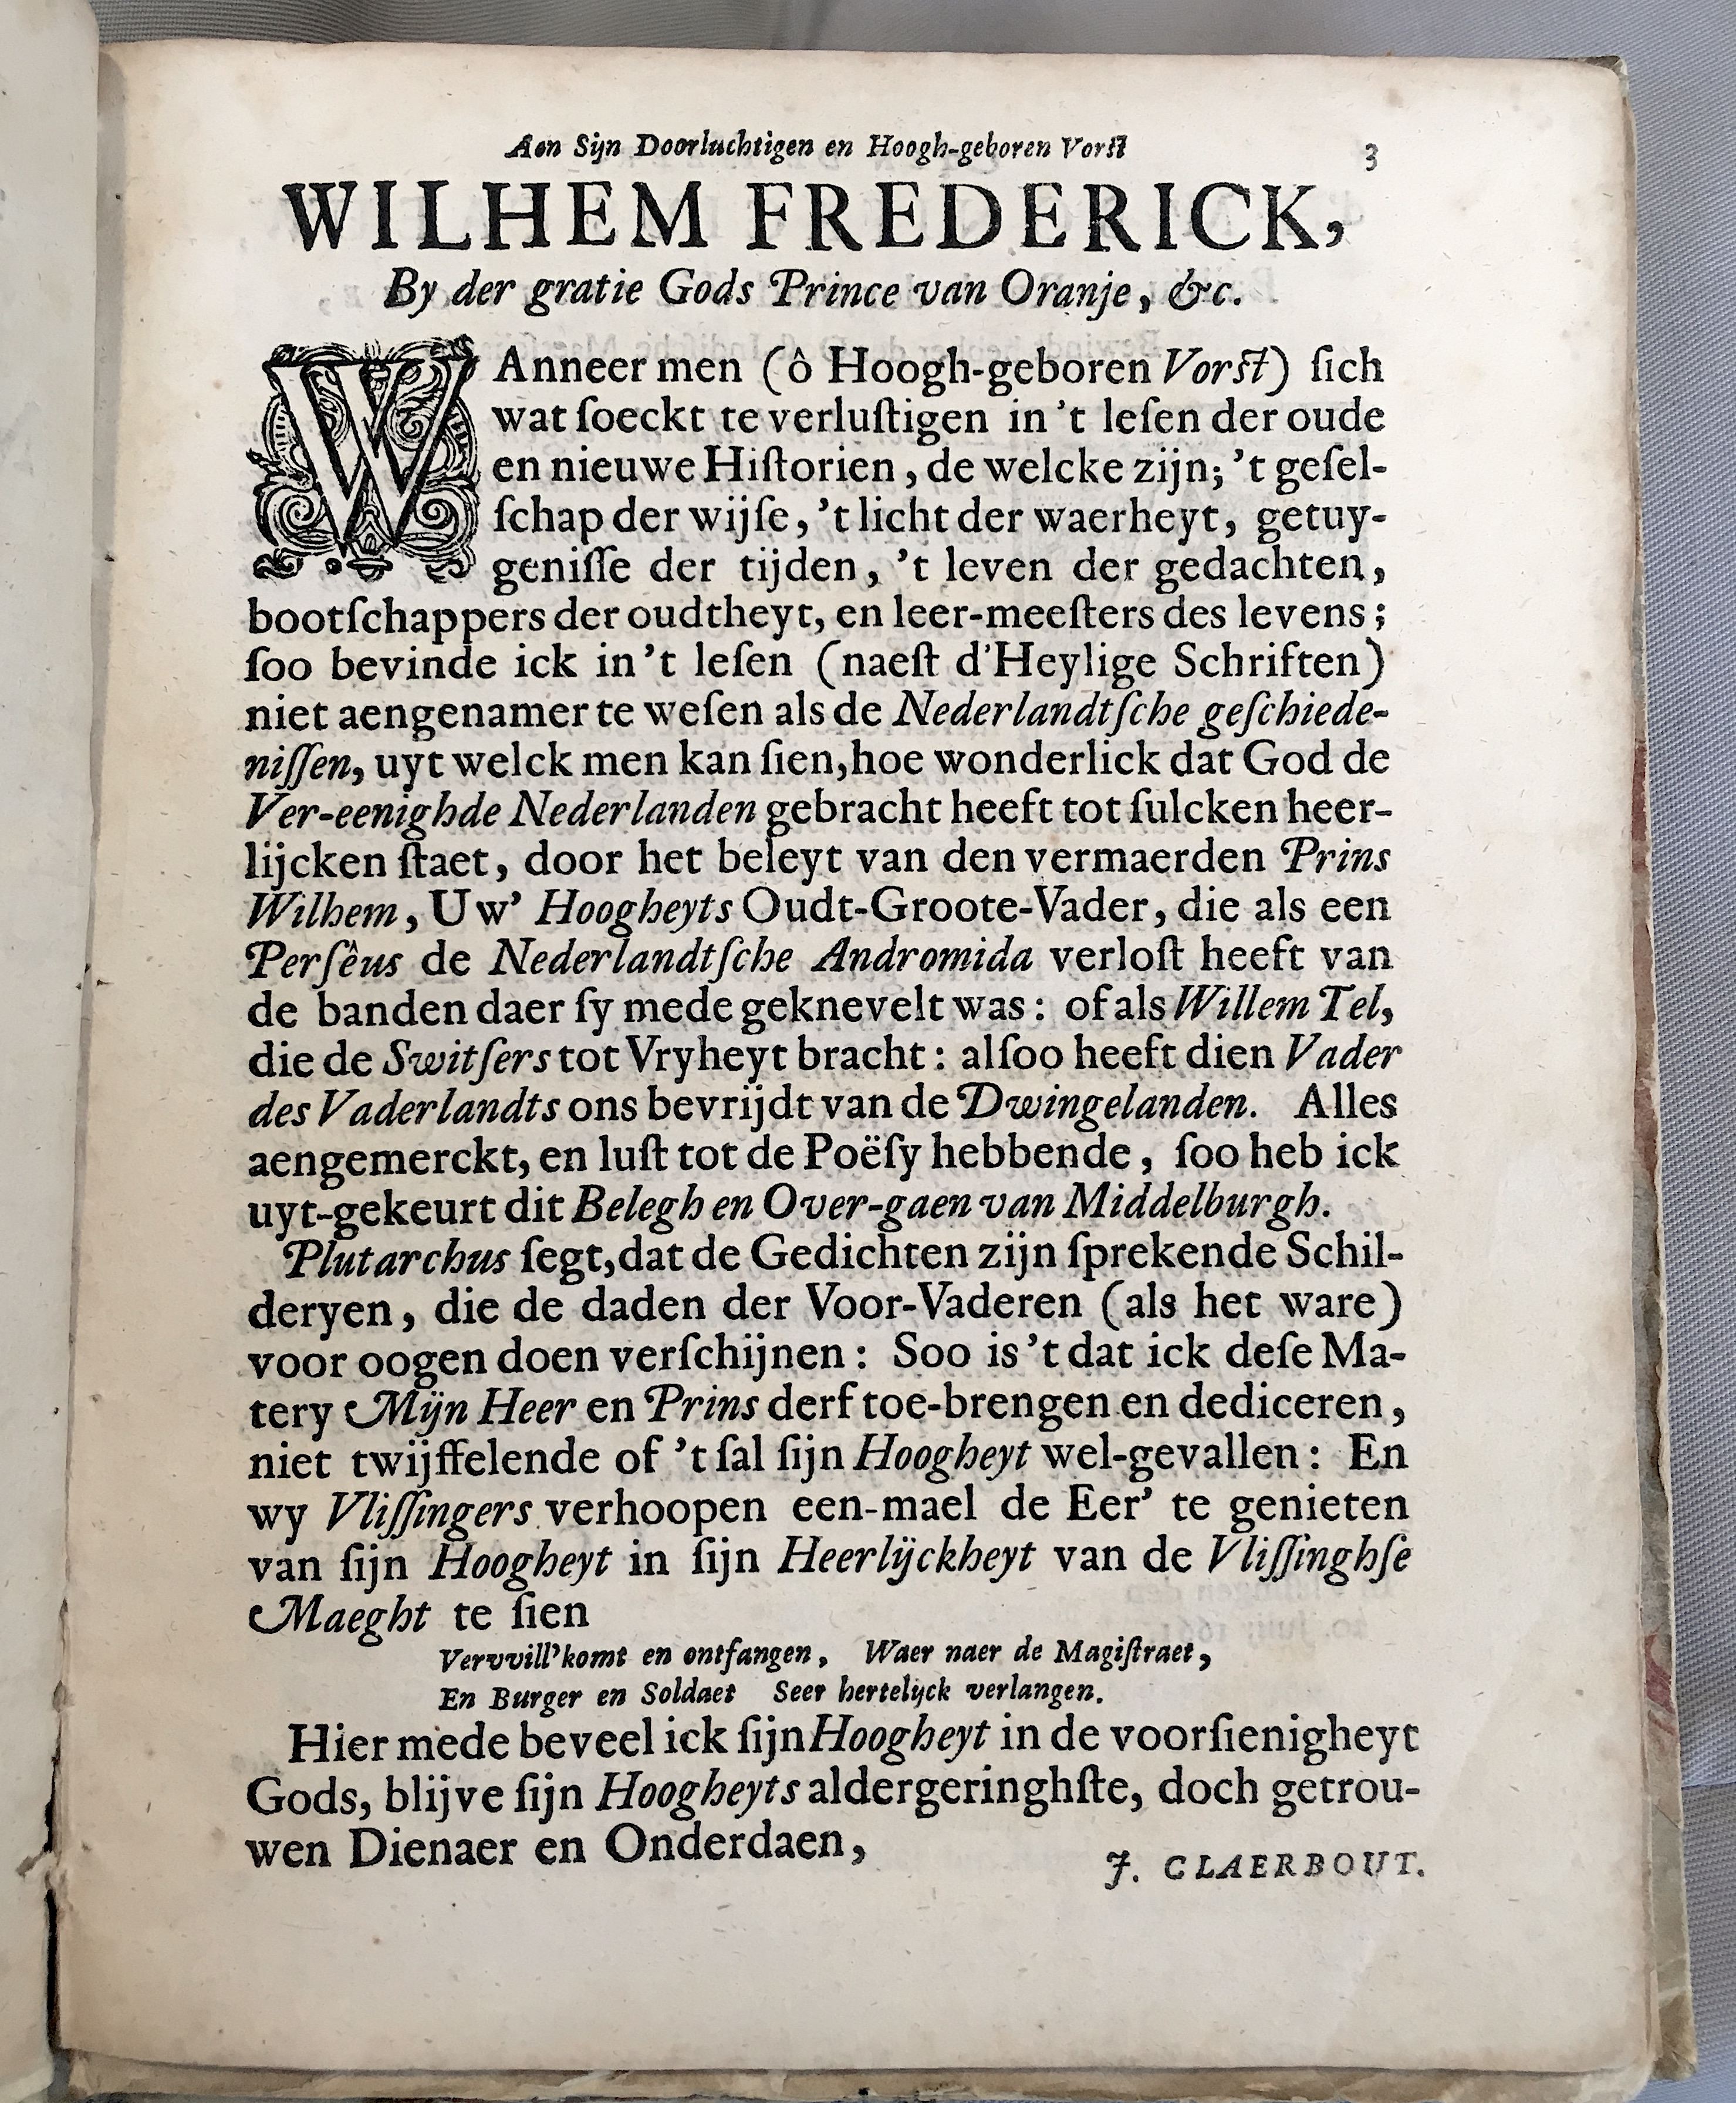 Aen Sijn Doorluchtigen en Hoogh-geboren Vorſt 3
WILHEM FREDERICK,
By der gratie Gods Prince van Oranje, &c.
WAnneer men (ô Hoogh-geboren Vorſt) ſich
wat ſoeckt te verluſtigen in 't leſen der oude
en nieuwe Hiſtorien, de welcke zijn; 't geſel-
ſchap der wijſe, 't licht der waerheyt, getuy-
geniſſe der tijden, 't leven der gedachten,
bootſchappers der oudtheyt, en leer-meeſters des levens;
ſoo bevinde ick in 't leſen (naeſt d'Heylige Schriften)
niet aengenamer te weſen als de Nederlandtſche geſchiede-
niſſen, uyt welck men kan ſien, hoe wonderlick dat God de
Ver-eenighde Nederlanden gebracht heeft tot ſulcken heer-
lijcken ſtaet, door het beleyt van den vermaerden Prins
Wilhem, Uw' Hoogheyts Oudt-Groote-Vader, die als een
Perſêus de Nederlandtſche Andromida verloſt heeft van
de banden daer ſy mede geknevelt was: of als Willem Tel,
die de Switſers tot Vryheyt bracht: alſoo heeft dien Vader
des Vaderlandts ons bevrijdt van de Dwingelanden. Alles
aengemerckt, en luſt tot de Poëſy hebbende, ſoo heb ick
uyt-gekeurt dit Belegh en Over-gaen van Middelburgh.
Plutarchus ſegt, dat de Gedichten zijn ſprekende Schil-
deryen, die de daden der Voor-Vaderen (als het ware)
voor oogen doen verſchijnen: Soo is 't dat ick deſe Ma-
tery Mijn Heer en Prins derf toe-brengen en dediceren,
niet twijffelende of 't ſal ſijn Hoogheyt wel-gevallen: En
wy Vliſſingers verhoopen een-mael de Eer' te genieten
van ſijn Hoogheyt in ſijn Heerlijckheyt van de Vliſſinghſe
Maeght te ſien
Vervvill'komt en ontfangen, Waer naer de Magiſtraet,
En Burger en Soldaet Seer hertelijck verlangen.
Hier mede beveel ick ſijn Hoogheyt in de voorſienigheyt
Gods, blijve ſijn Hoogheyts aldergeringhſte, doch getrou-
wen Dienaer en Onderdaen,
J. CLAERBOUT.